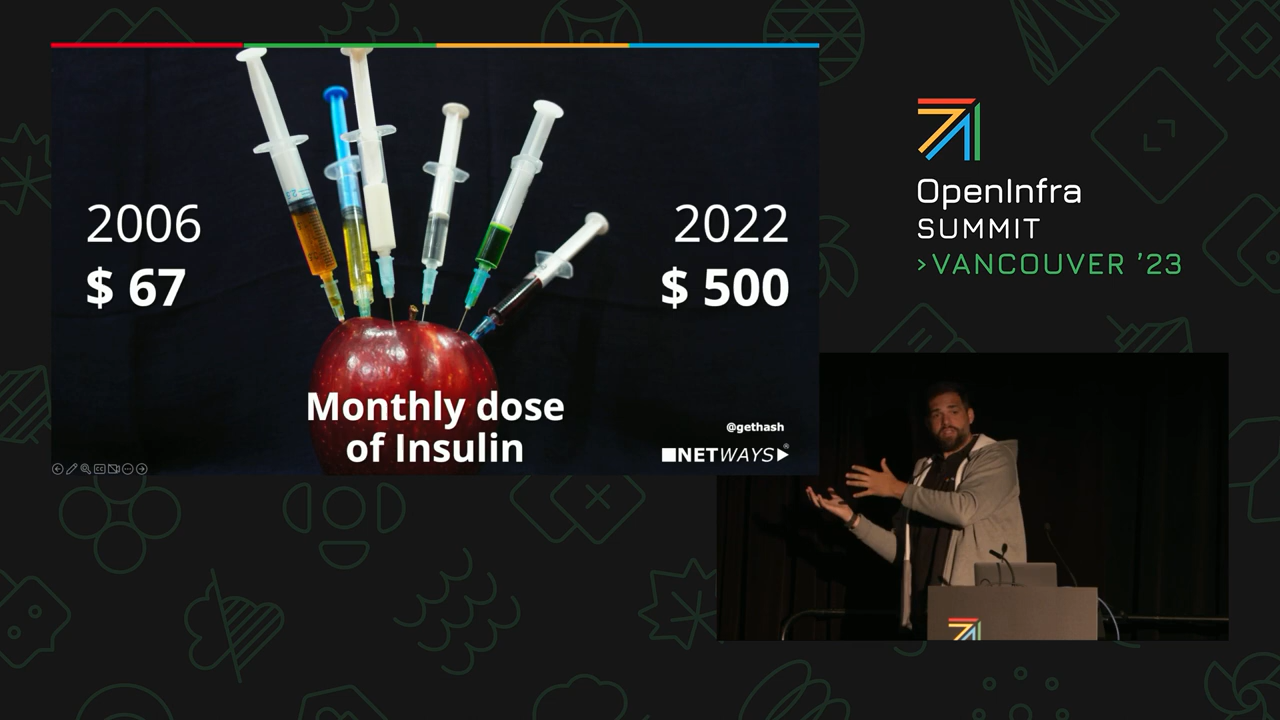 2006
$ 67
2022
$ 500
Monthly dose
of Insulin
@gethash
NETWAYS®
OpenInfra
SUMMIT
>VANCOUVER ’23